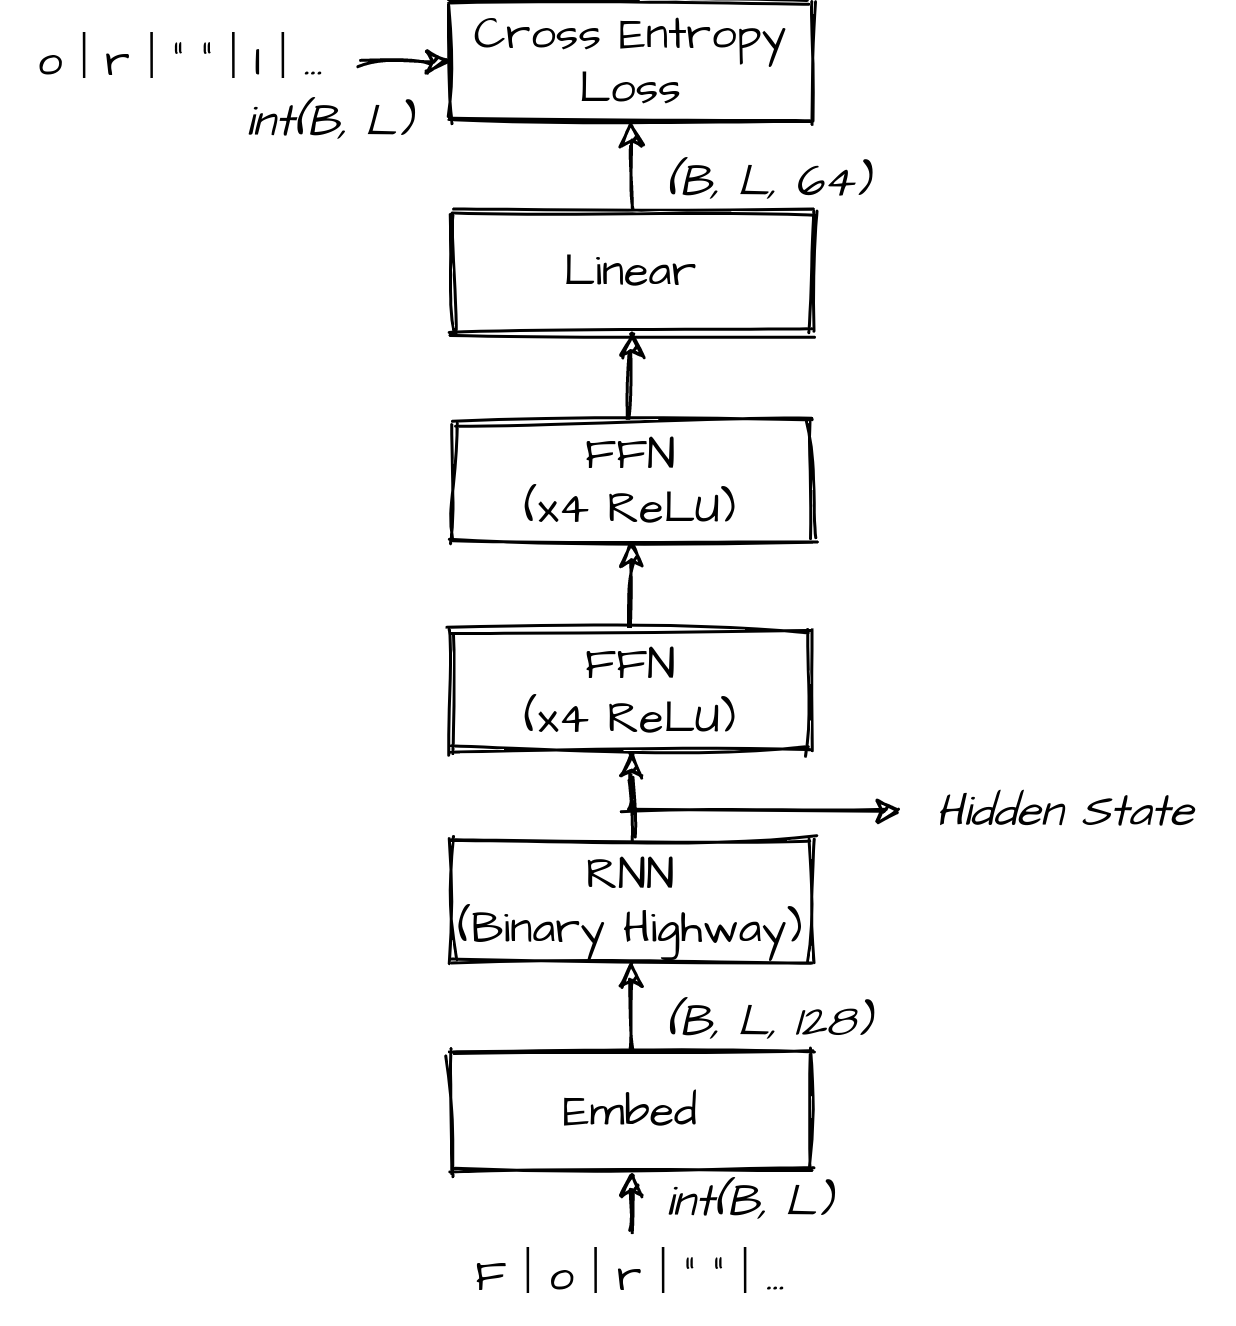 Cross Entropy
Loss
o | r | " " | l | ...
int(B, L)
(B, L, 64)
Linear
FFN
(x4 ReLU)
FFN
(x4 ReLU)
Hidden State
RNN
(Binary Highway)
(B, L, 128)
Embed
int(B, L)
F | o | r | " " | ...